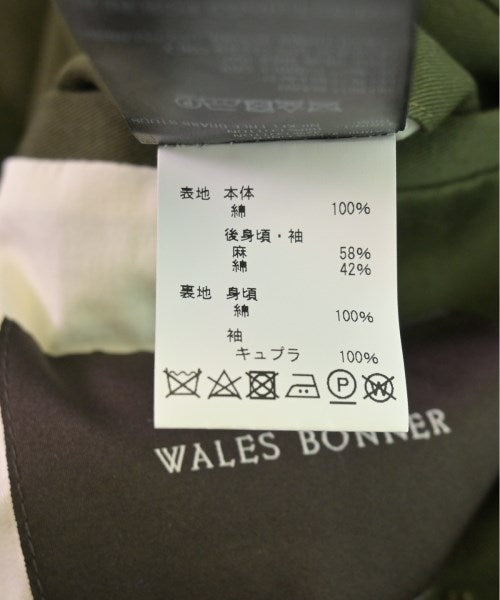 表地 本体
綿 100%
後身頃・袖
麻 58%
綿 42%
裏地 身頃
綿 100%
袖
キュプラ 100%
P
W
WALES BONNER